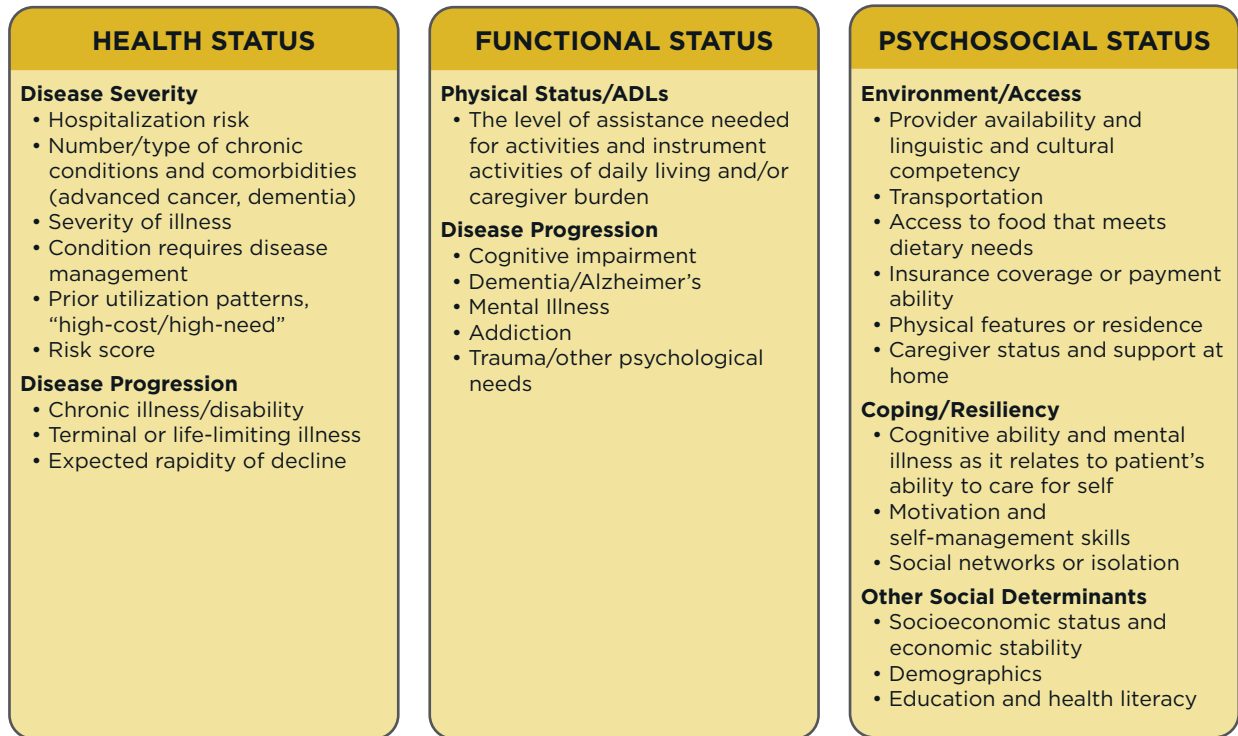 HEALTH STATUS
Disease Severity
• Hospitalization risk
• Number/type of chronic
conditions and comorbidities
(advanced cancer, dementia)
• Severity of illness
• Condition requires disease
management
• Prior utilization patterns,
“high-cost/high-need”
• Risk score
Disease Progression
• Chronic illness/disability
• Terminal or life-limiting illness
• Expected rapidity of decline
FUNCTIONAL STATUS
Physical Status/ADLs
• The level of assistance needed
for activities and instrument
activities of daily living and/or
caregiver burden
Disease Progression
• Cognitive impairment
• Dementia/Alzheimer’s
• Mental Illness
• Addiction
• Trauma/other psychological
needs
PSYCHOSOCIAL STATUS
Environment/Access
• Provider availability and
linguistic and cultural
competency
• Transportation
• Access to food that meets
dietary needs
• Insurance coverage or payment
ability
• Physical features or residence
• Caregiver status and support at
home
Coping/Resiliency
• Cognitive ability and mental
illness as it relates to patient’s
ability to care for self
• Motivation and
self-management skills
• Social networks or isolation
Other Social Determinants
• Socioeconomic status and
economic stability
• Demographics
• Education and health literacy